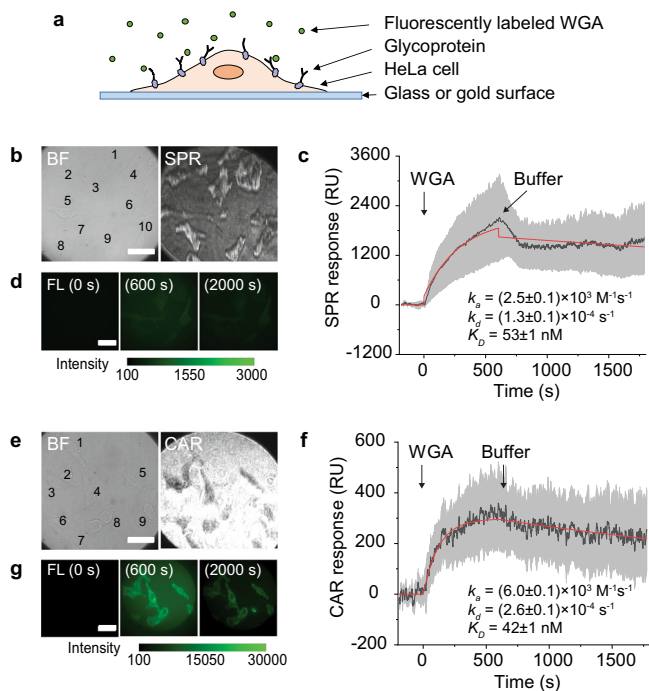 a
Fluorescently labeled WGA
Glycoprotein
HeLa cell
Glass or gold surface
b
BF
1
2
4
3
5
6
7
10
8
9
SPR
c
SPR response (RU)
3600
2400
1200
0
-1200
WGA
Buffer
kₐ = (2.5±0.1)×10³ M⁻¹s⁻¹
k_d = (1.3±0.1)×10⁻⁴ s⁻¹
K_D = 53±1 nM
0
500
1000
1500
Time (s)
d
FL (0 s)
(600 s)
(2000 s)
Intensity
100
1550
3000
e
BF
1
2
5
3
4
6
8
9
7
CAR
f
CAR response (RU)
600
400
200
0
-200
WGA
Buffer
kₐ = (6.0±0.1)×10³ M⁻¹s⁻¹
k_d = (2.6±0.1)×10⁻⁴ s⁻¹
K_D = 42±1 nM
0
500
1000
1500
Time (s)
g
FL (0 s)
(600 s)
(2000 s)
Intensity
100
15050
30000